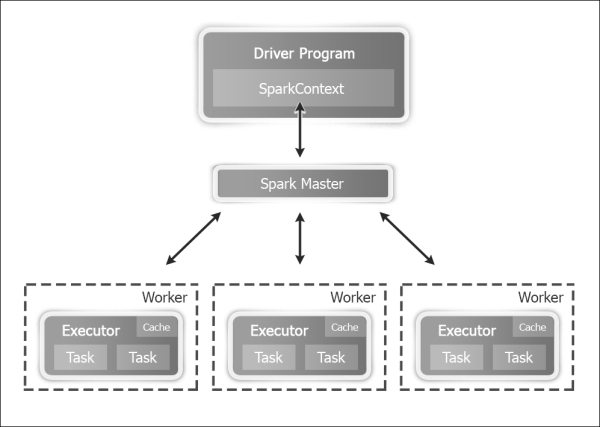 Driver Program
SparkContext
Spark Master
Worker
Executor
Cache
Task Task
Worker
Executor
Cache
Task Task
Worker
Executor
Cache
Task Task